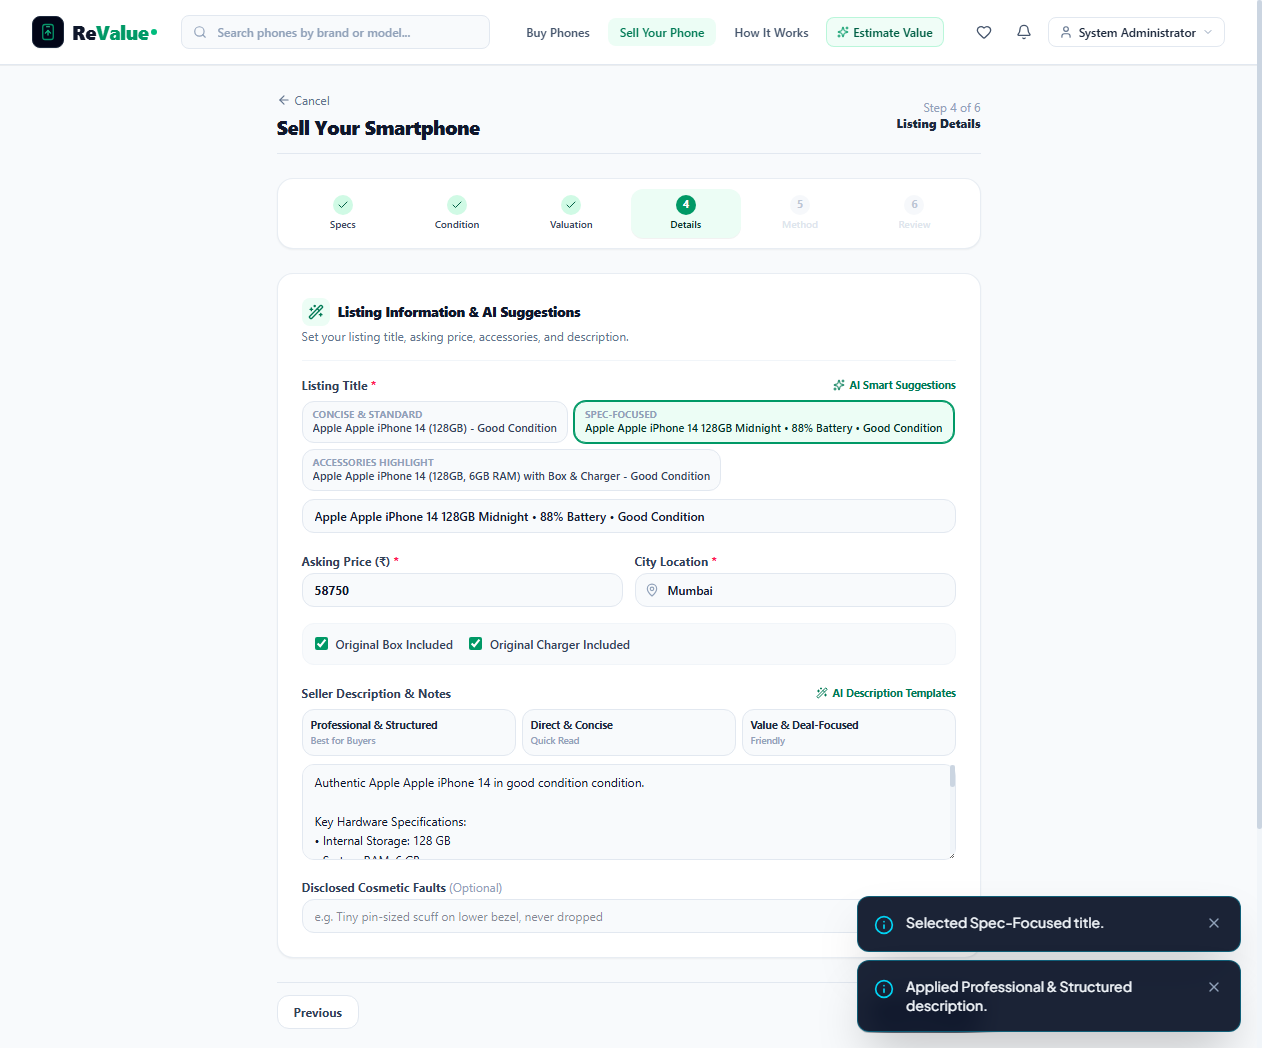 ReValue
Search phones by brand or model...
Buy Phones
Sell Your Phone
How It Works
Estimate Value
System Administrator
Cancel
Sell Your Smartphone
Step 4 of 6
Listing Details
Specs
Condition
Valuation
4
Details
5
Method
6
Review
Listing Information & AI Suggestions
Set your listing title, asking price, accessories, and description.
Listing Title *
AI Smart Suggestions
CONCISE & STANDARD
Apple Apple iPhone 14 (128GB) - Good Condition
SPEC-FOCUSED
Apple Apple iPhone 14 128GB Midnight • 88% Battery • Good Condition
ACCESSORIES HIGHLIGHT
Apple Apple iPhone 14 (128GB, 6GB RAM) with Box & Charger - Good Condition
Apple Apple iPhone 14 128GB Midnight • 88% Battery • Good Condition
Asking Price (₹) *
City Location *
58750
Mumbai
Original Box Included
Original Charger Included
Seller Description & Notes
AI Description Templates
Professional & Structured
Best for Buyers
Direct & Concise
Quick Read
Value & Deal-Focused
Friendly
Authentic Apple Apple iPhone 14 in good condition condition.
Key Hardware Specifications:
• Internal Storage: 128 GB
Disclosed Cosmetic Faults (Optional)
e.g. Tiny pin-sized scuff on lower bezel, never dropped
Selected Spec-Focused title.
Applied Professional & Structured
description.
Previous